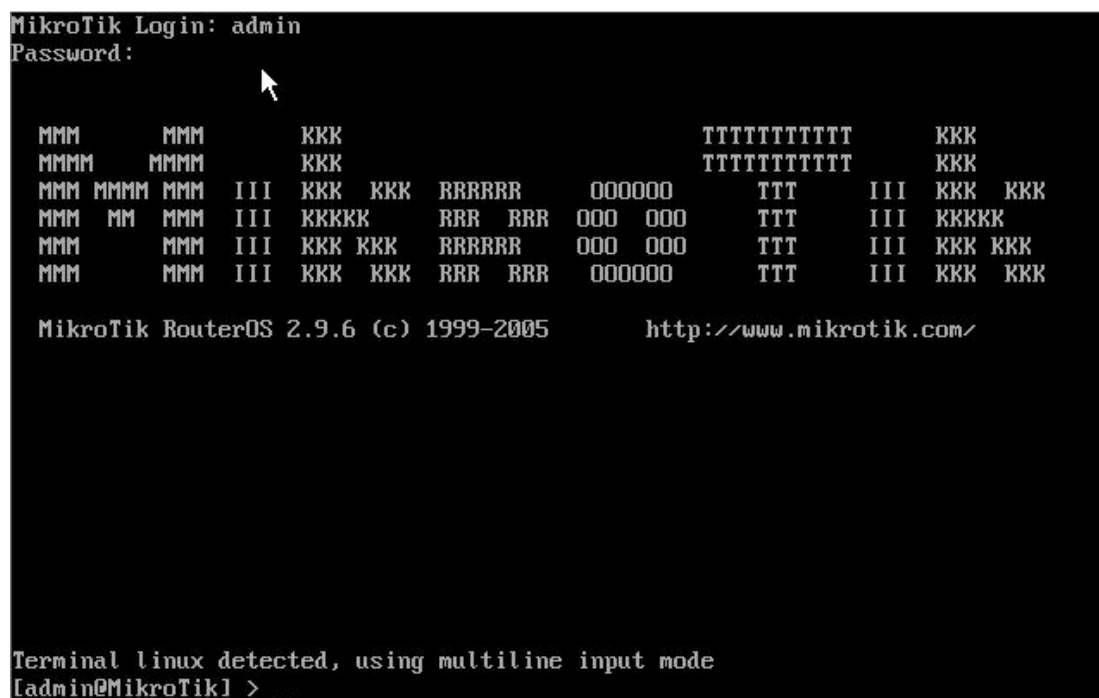 MikroTik Login: admin
Password:
MMM      MMM       KKK                          TTTTTTTTTTT      KKK
MMMM    MMMM       KKK                          TTTTTTTTTTT      KKK
MMM MMMM MMM  III  KKK  KKK  RRRRRR     OOOOOO      TTT     III  KKK  KKK
MMM  MM  MMM  III  KKKKK     RRR  RRR  OOO  OOO     TTT     III  KKKKK
MMM      MMM  III  KKK KKK   RRRRRR    OOO  OOO     TTT     III  KKK KKK
MMM      MMM  III  KKK  KKK  RRR  RRR   OOOOOO      TTT     III  KKK  KKK
MikroTik RouterOS 2.9.6 (c) 1999-2005       http://www.mikrotik.com/
Terminal linux detected, using multiline input mode
[admin@MikroTik] >